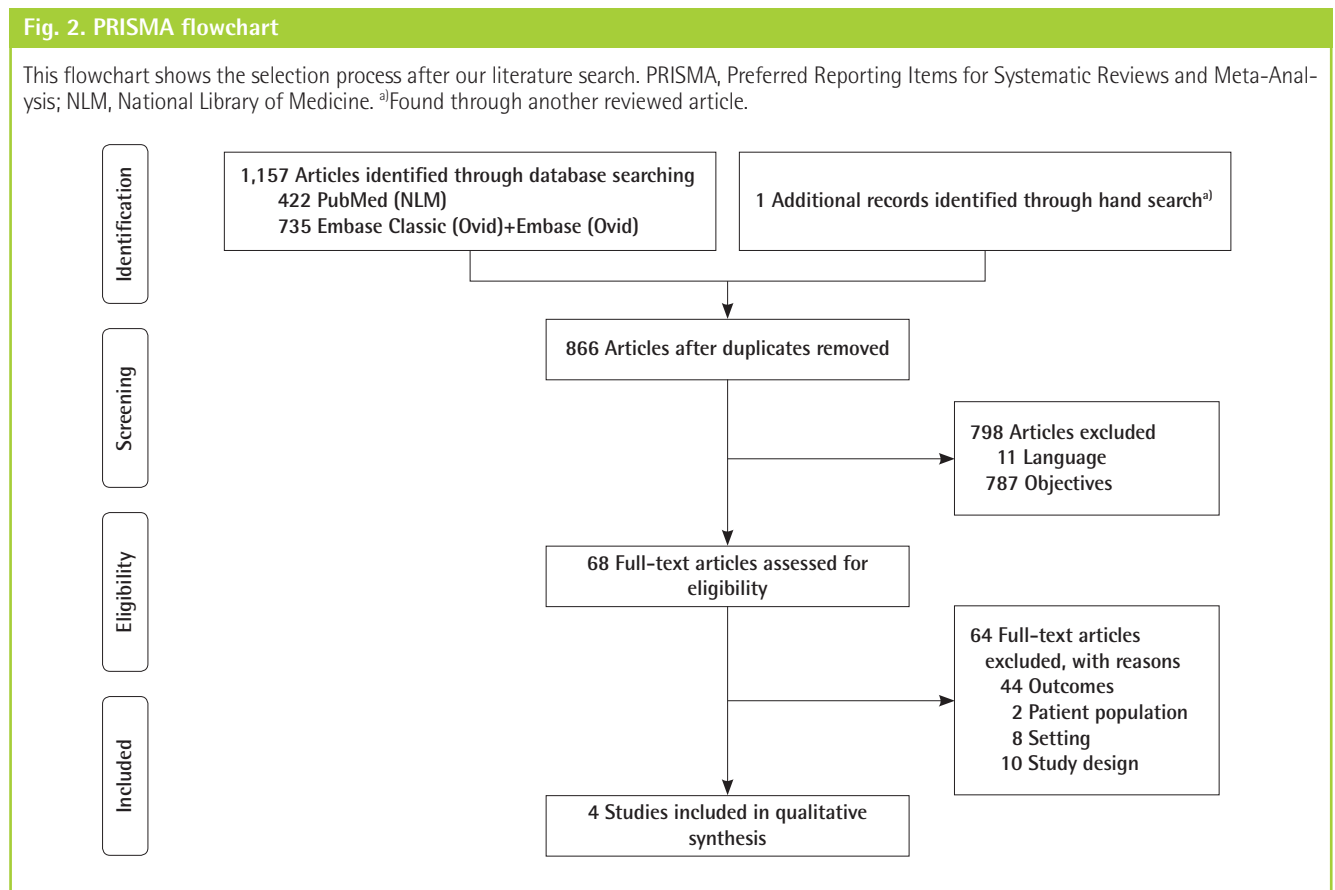 Fig. 2. PRISMA flowchart
This flowchart shows the selection process after our literature search. PRISMA, Preferred Reporting Items for Systematic Reviews and Meta-Anal-
ysis; NLM, National Library of Medicine. a)Found through another reviewed article.
Identification
1,157 Articles identified through database searching
422 PubMed (NLM)
735 Embase Classic (Ovid)+Embase (Ovid)
1 Additional records identified through hand searcha)
866 Articles after duplicates removed
Screening
798 Articles excluded
11 Language
787 Objectives
Eligibility
68 Full-text articles assessed for
eligibility
64 Full-text articles
excluded, with reasons
44 Outcomes
2 Patient population
8 Setting
10 Study design
Included
4 Studies included in qualitative
synthesis